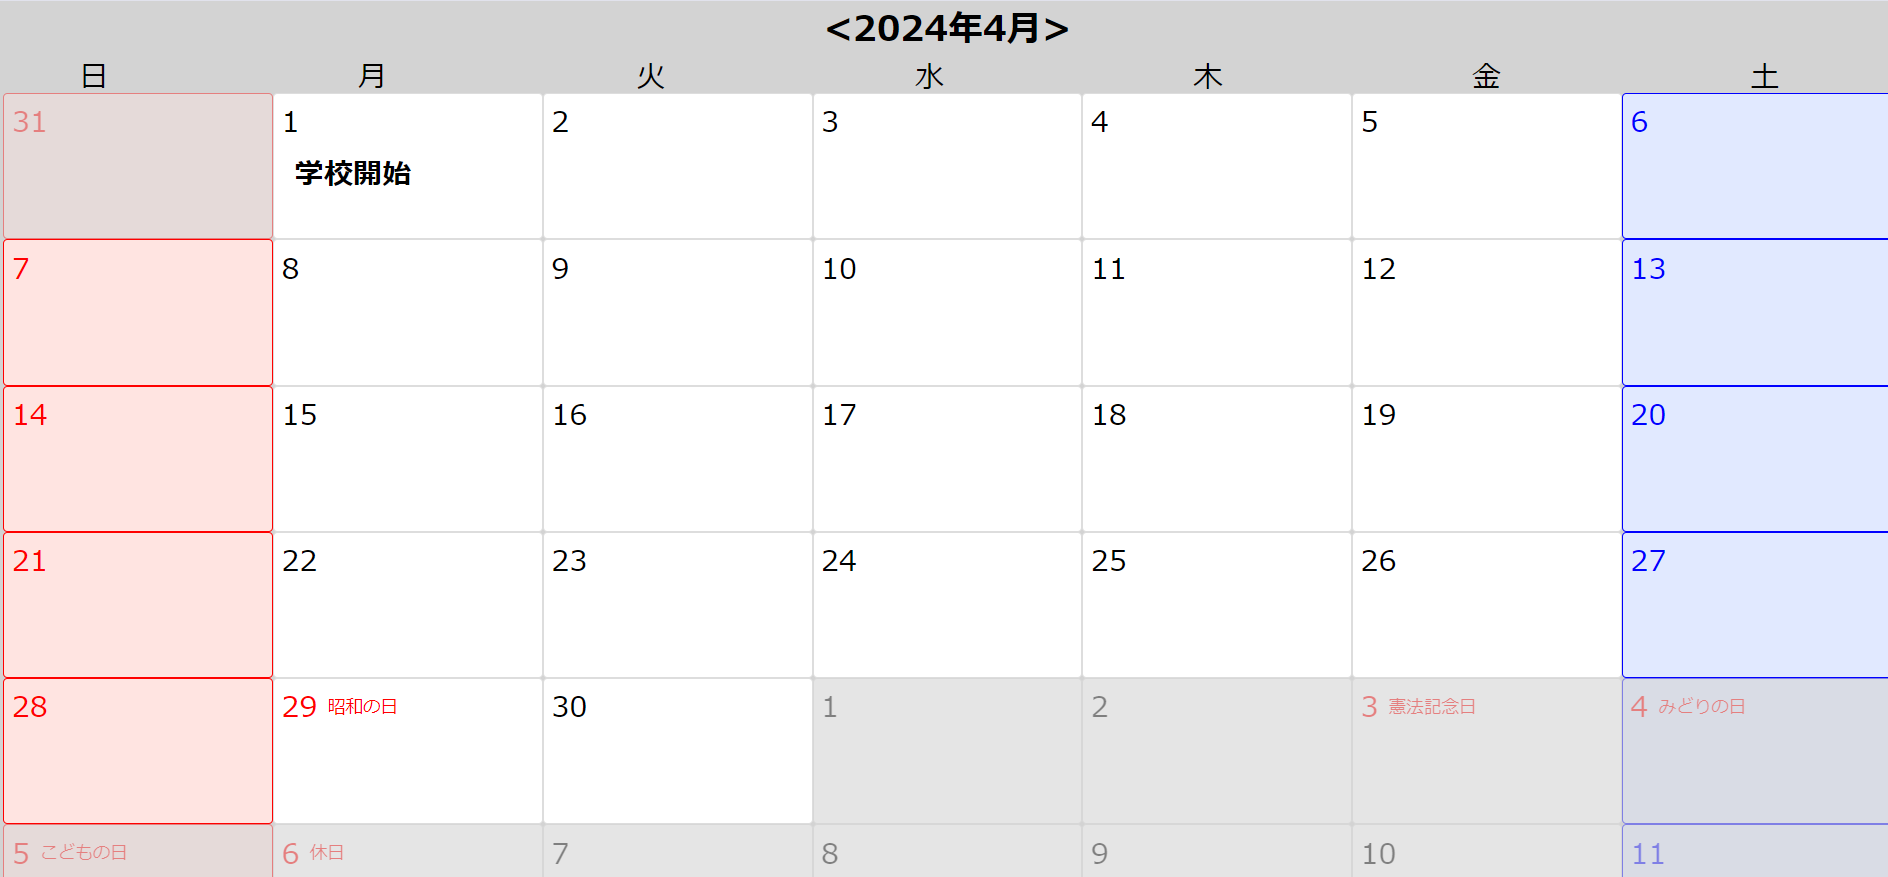 <2024年4月>
日 月 火 水 木 金 土
31 1 2 3 4 5 6
学校開始
7 8 9 10 11 12 13
14 15 16 17 18 19 20
21 22 23 24 25 26 27
28 29 昭和の日 30 1 2 3 憲法記念日 4 みどりの日
5 こどもの日 6 休日 7 8 9 10 11